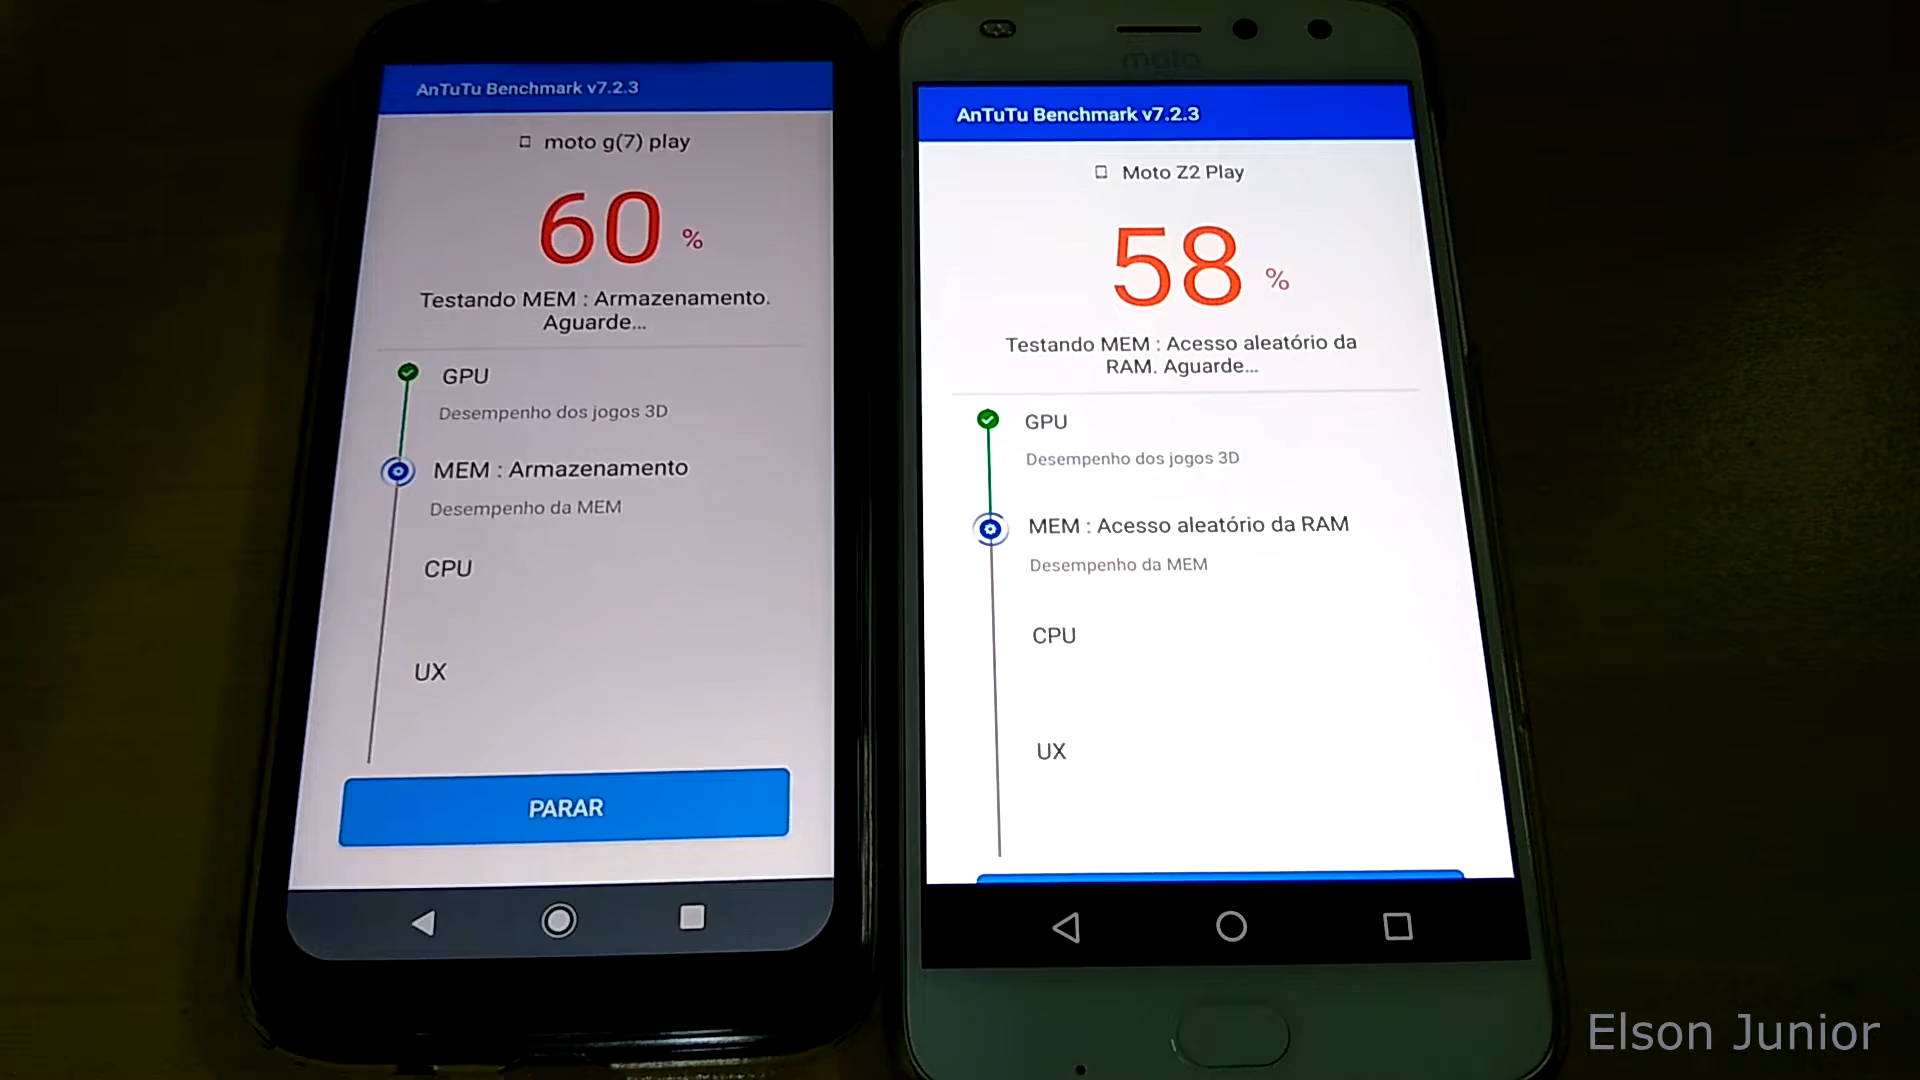 AnTuTu Benchmark v7.2.3
moto g(7) play
60 %
Testando MEM : Armazenamento.
Aguarde...
GPU
Desempenho dos jogos 3D
MEM : Armazenamento
Desempenho da MEM
CPU
UX
PARAR
moto
AnTuTu Benchmark v7.2.3
Moto Z2 Play
58 %
Testando MEM : Acesso aleatório da
RAM. Aguarde...
GPU
Desempenho dos jogos 3D
MEM : Acesso aleatório da RAM
Desempenho da MEM
CPU
UX
Elson Junior